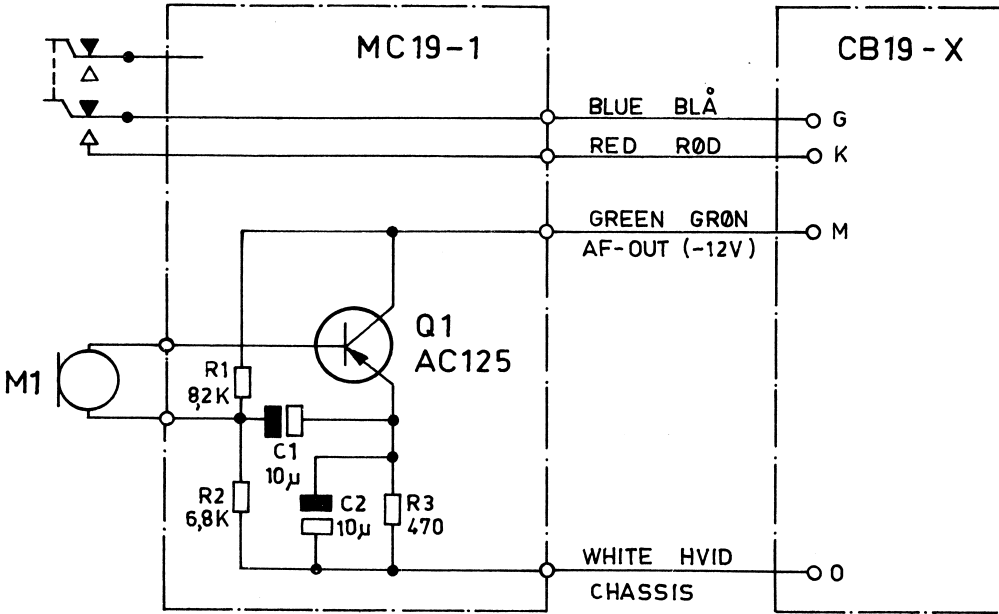 MC19-1
CB19-X
BLUE BLÅ
G
RED RØD
K
GREEN GRØN
M
AF-OUT (-12V)
Q1
AC125
M1
R1
8,2K
C1
10µ
R2
6,8K
C2
10µ
R3
470
WHITE HVID
O
CHASSIS